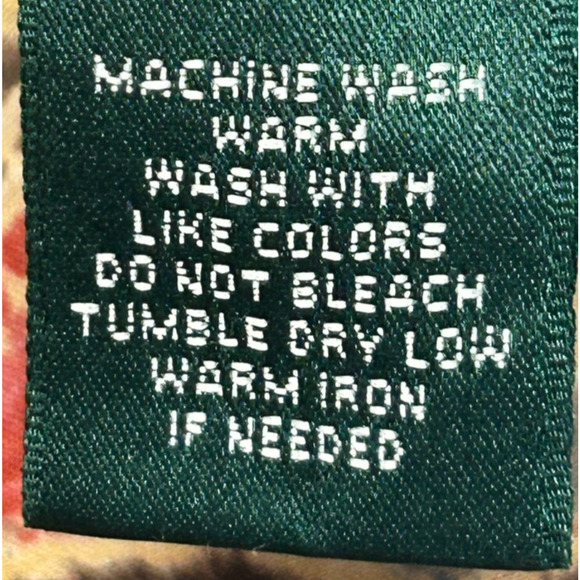 MACHINE WASH
WARM
WASH WITH
LIKE COLORS
DO NOT BLEACH
TUMBLE DRY LOW
WARM IRON
IF NEEDED